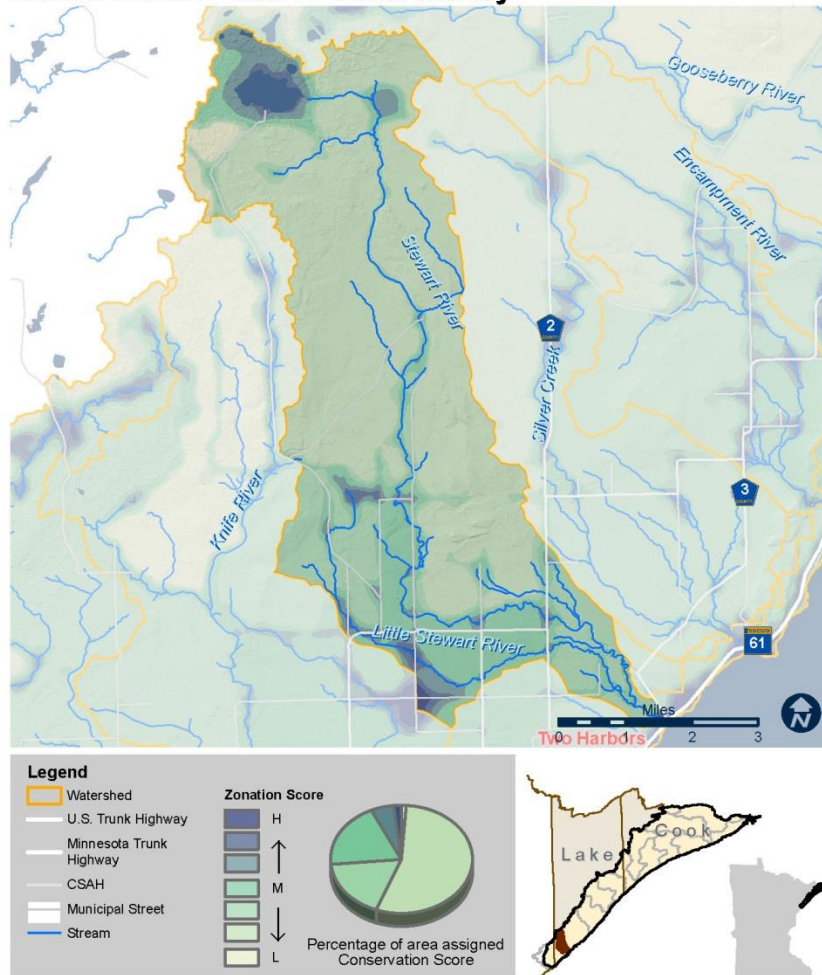 Gooseberry River
Encampment River
Stewart River
2
COUNTY
Silver Creek
3
COUNTY
Knife River
Little Stewart River
61
Miles
0 1 2 3
Two Harbors
N
Legend
Watershed
U.S. Trunk Highway
Minnesota Trunk
Highway
CSAH
Municipal Street
Stream
Zonation Score
H
M
L
Percentage of area assigned
Conservation Score
Lake
Cook